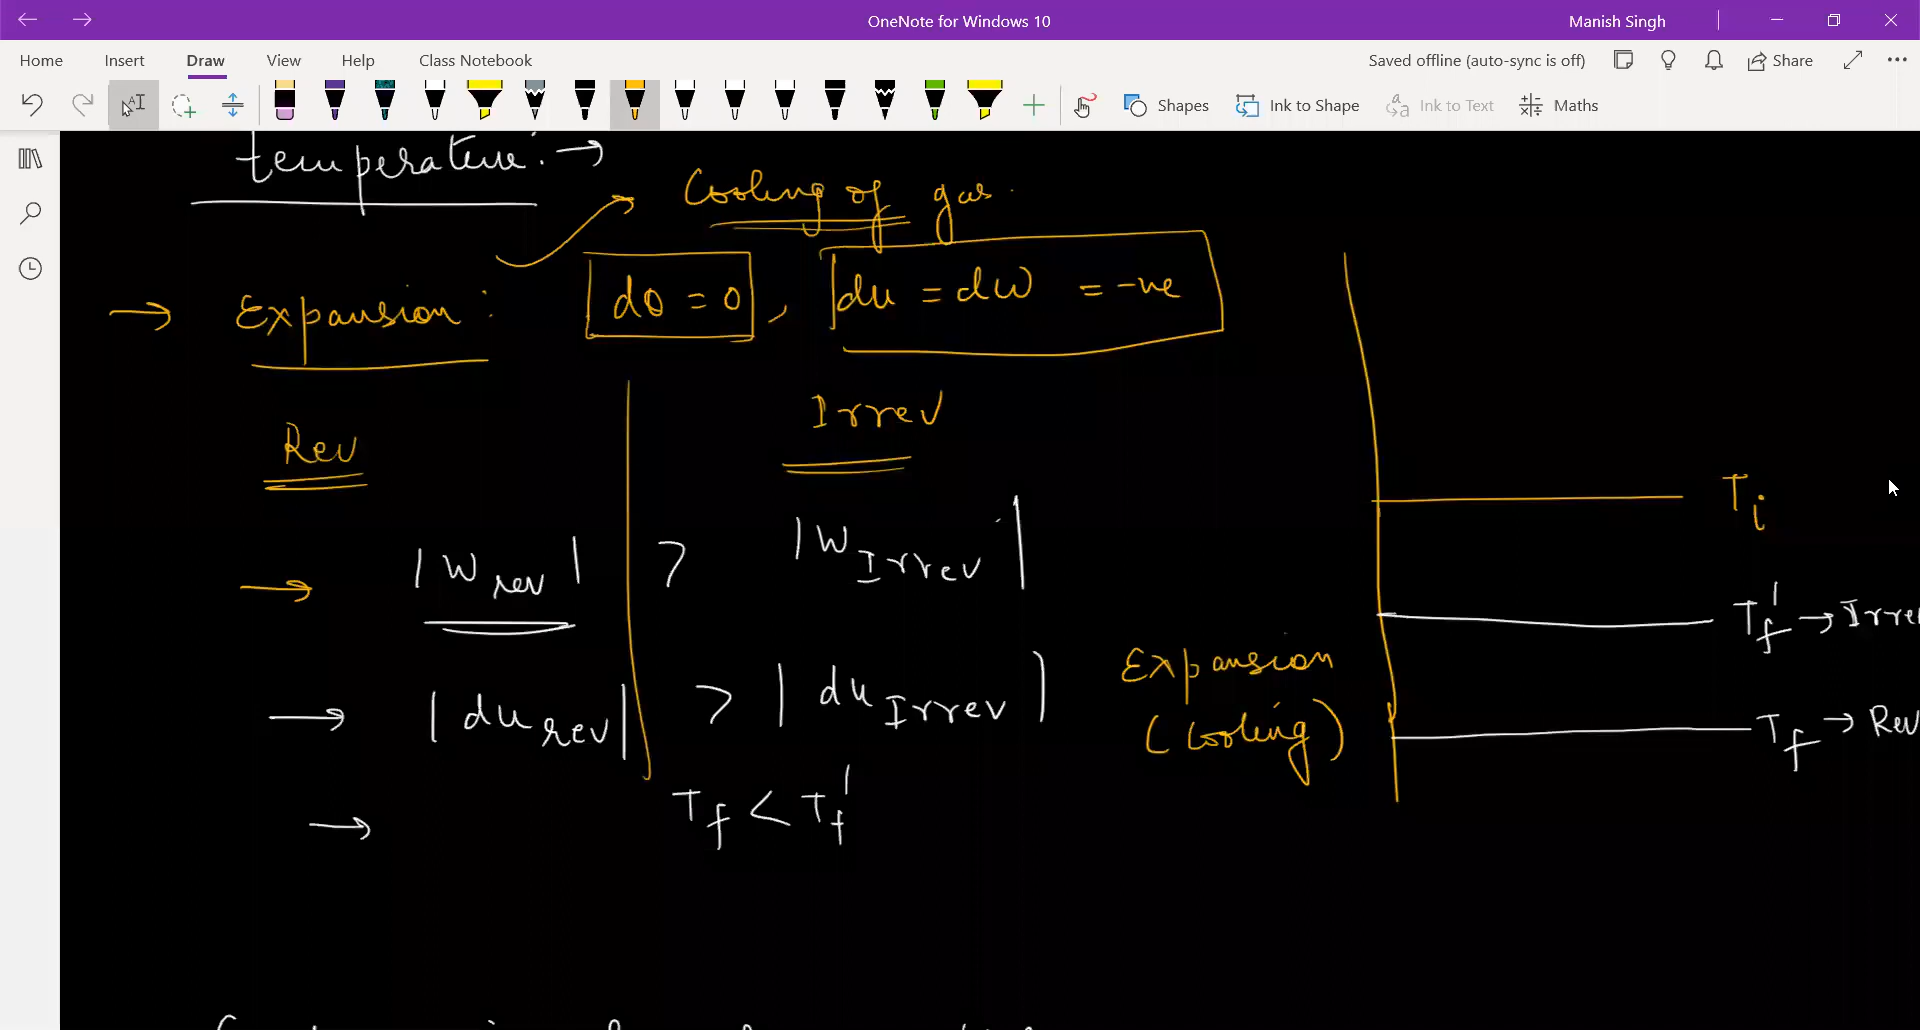 OneNote for Windows 10
Manish Singh
Home Insert Draw View Help Class Notebook
Saved offline (auto-sync is off) Share
Shapes Ink to Shape Ink to Text Maths
temperature: →
Cooling of gas.
→ Expansion: dQ = 0, du = dw = -ve
Rev Irrev
Ti
→ |Wrev| > |WIrrev|
Tf' → Irre
→ |du rev| > |du Irrev|
Expansion
(Cooling)
Tf → Rev
→ Tf < Tf'